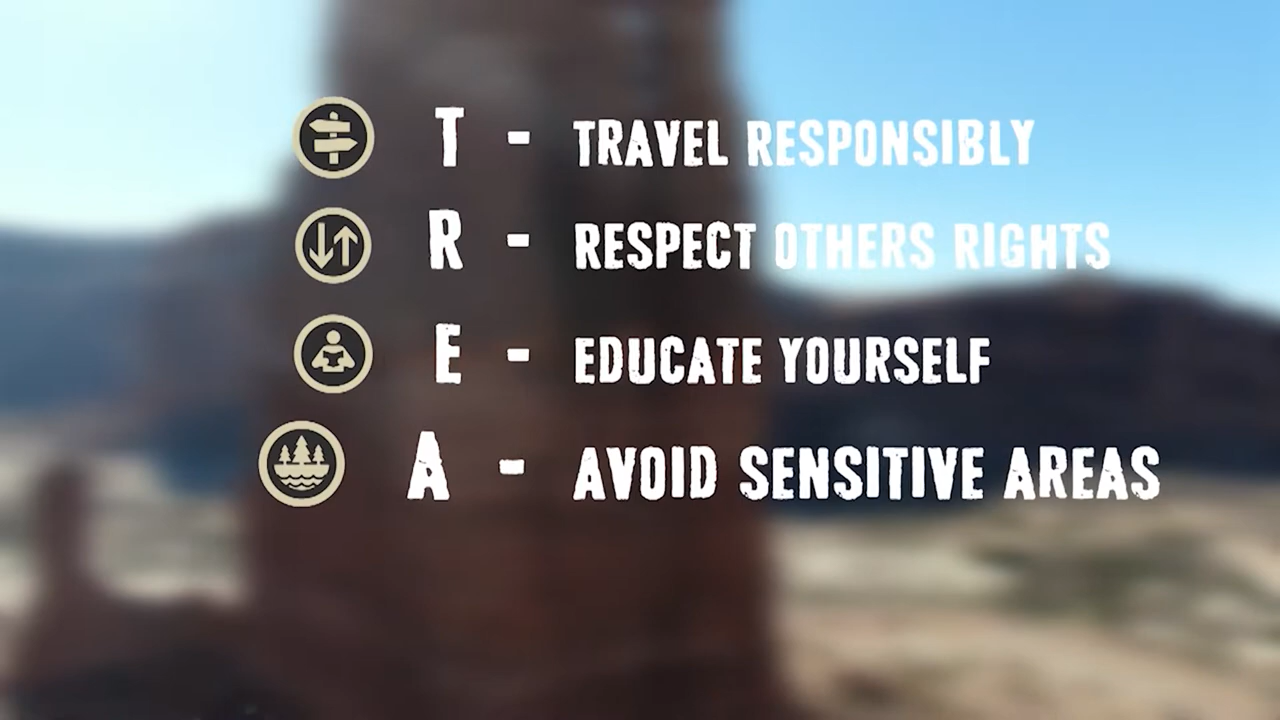 T - TRAVEL RESPONSIBLY
R - RESPECT OTHERS RIGHTS
E - EDUCATE YOURSELF
A - AVOID SENSITIVE AREAS